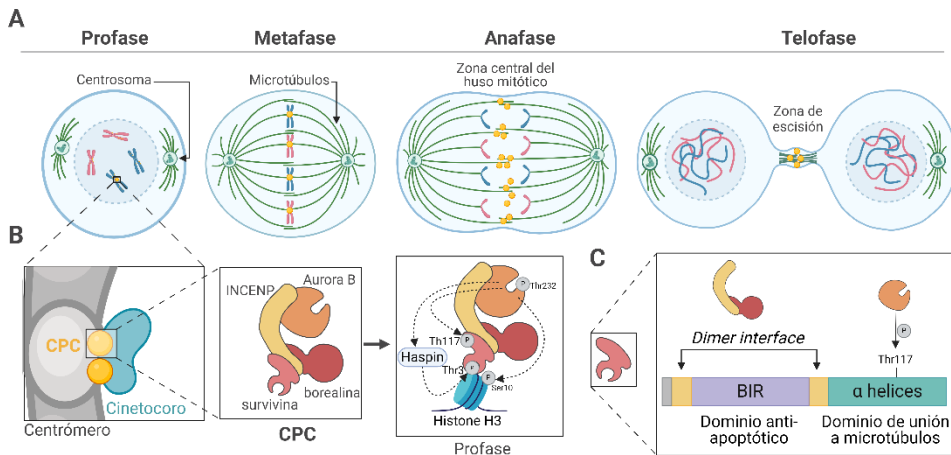 A
Profase
Metafase
Anafase
Telofase
Centrosoma
Microtúbulos
Zona central del
huso mitótico
Zona de
escisión
B
CPC
Cinetocoro
Centrómero
INCENP
Aurora B
survivina
borealina
CPC
P
Thr232
Th117
P
Haspin
Thr3
P
P
Ser10
Histone H3
Profase
C
Dimer interface
P
Thr117
BIR
α helices
Dominio anti-
apoptótico
Dominio de unión
a microtúbulos